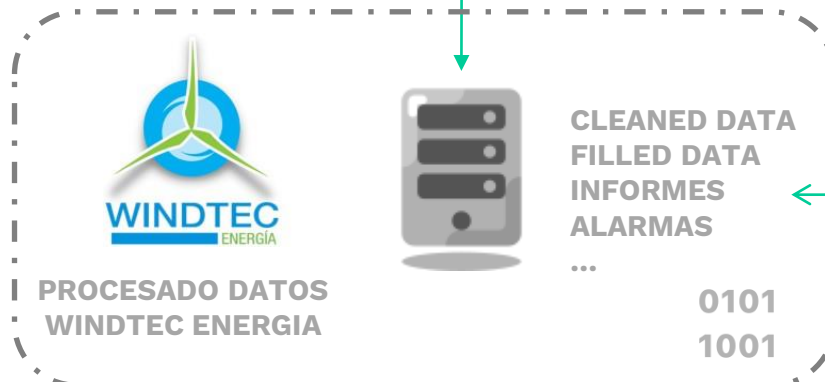 WINDTEC
ENERGÍA
PROCESADO DATOS
WINDTEC ENERGIA
CLEANED DATA
FILLED DATA
INFORMES
ALARMAS
...
0101
1001